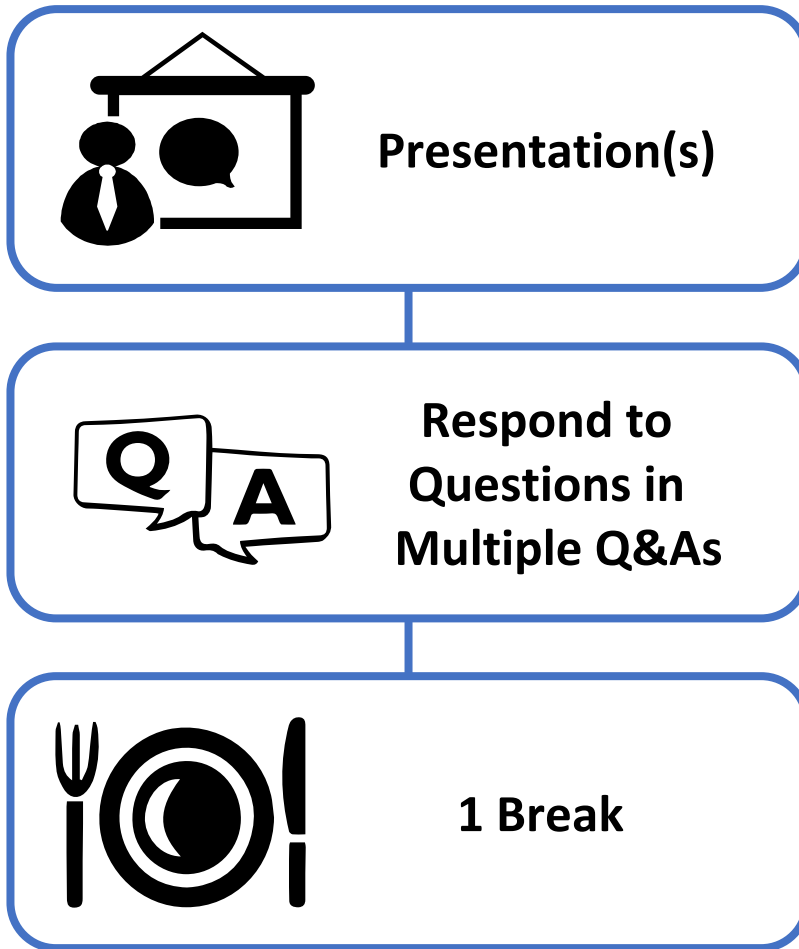 Presentation(s)
Q
A
Respond to
Questions in
Multiple Q&As
1 Break